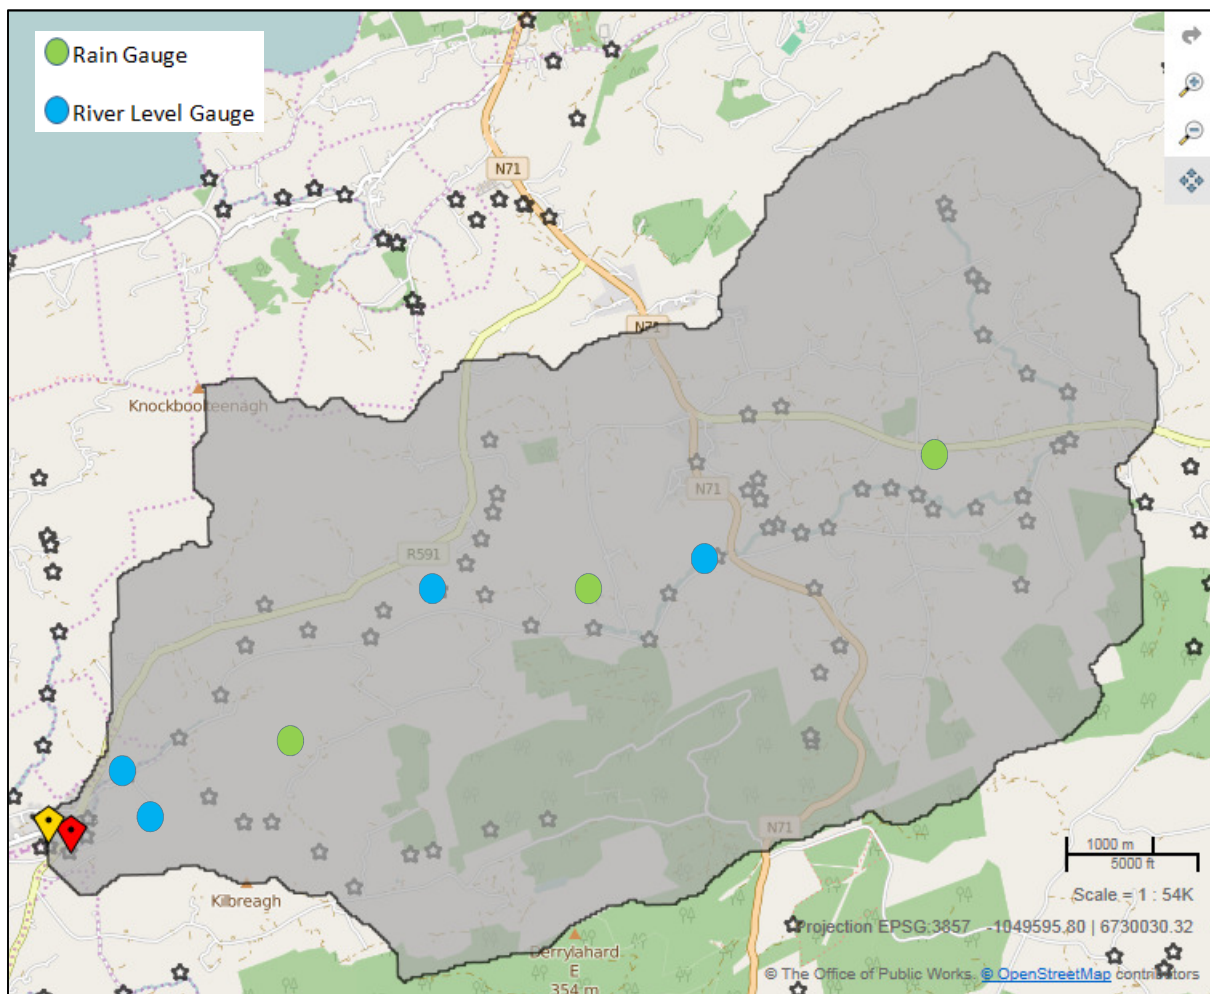 Rain Gauge
River Level Gauge
N71
N71
Knockboolteenagh
N71
R591
N71
Kilbreagh
Derrylahard
E
354 m
1000 m
5000 ft
Scale = 1 : 54K
Projection EPSG:3857 -1049595.80 | 6730030.32
© The Office of Public Works. © OpenStreetMap contributors